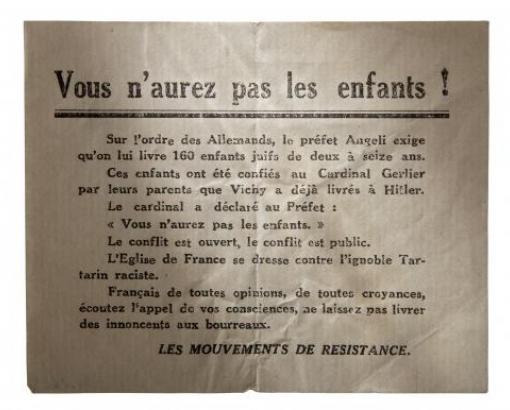 Vous n'aurez pas les enfants !
Sur l'ordre des Allemands, le préfet Angeli exige
qu'on lui livre 160 enfants juifs de deux à seize ans.
Ces enfants ont été confiés au Cardinal Gerlier
par leurs parents que Vichy a déjà livrés à Hitler.
Le cardinal a déclaré au Préfet :
« Vous n'aurez pas les enfants. »
Le conflit est ouvert, le conflit est public.
L'Eglise de France se dresse contre l'ignoble Tar-
tarin raciste.
Français de toutes opinions, de toutes croyances,
écoutez l'appel de vos consciences, ne laissez pas livrer
des innoncents aux bourreaux.
LES MOUVEMENTS DE RESISTANCE.